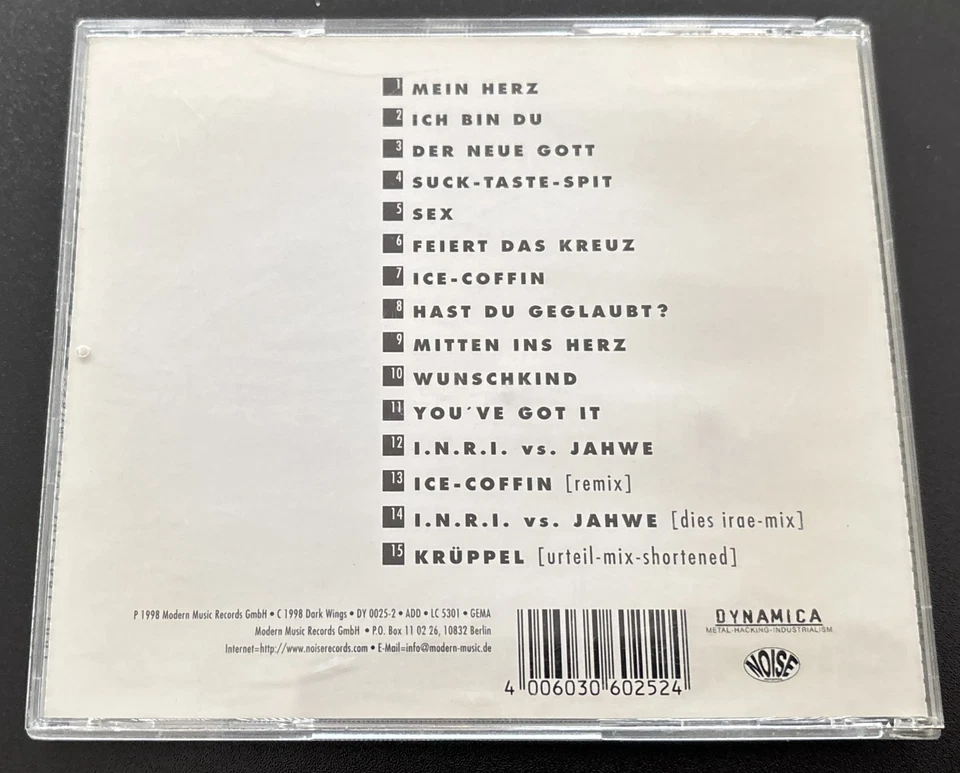 1 MEIN HERZ
2 ICH BIN DU
3 DER NEUE GOTT
4 SUCK-TASTE-SPIT
5 SEX
6 FEIERT DAS KREUZ
7 ICE-COFFIN
8 HAST DU GEGLAUBT?
9 MITTEN INS HERZ
10 WUNSCHKIND
11 YOU´VE GOT IT
12 I.N.R.I. vs. JAHWE
13 ICE-COFFIN [remix]
14 I.N.R.I. vs. JAHWE [dies irae-mix]
15 KRÜPPEL [urteil-mix-shortened]
P 1998 Modern Music Records GmbH • C 1998 Dark Wings • DY 0025-2 • ADD • LC 5301 • GEMA
Modern Music Records GmbH • P.O. Box 11 02 26, 10832 Berlin
Internet=http://www.noiserecords.com • E-Mail=info@modern-music.de
4 006030 602524
DYNAMICA
METAL-HACKING-INDUSTRIALISM
NOISE